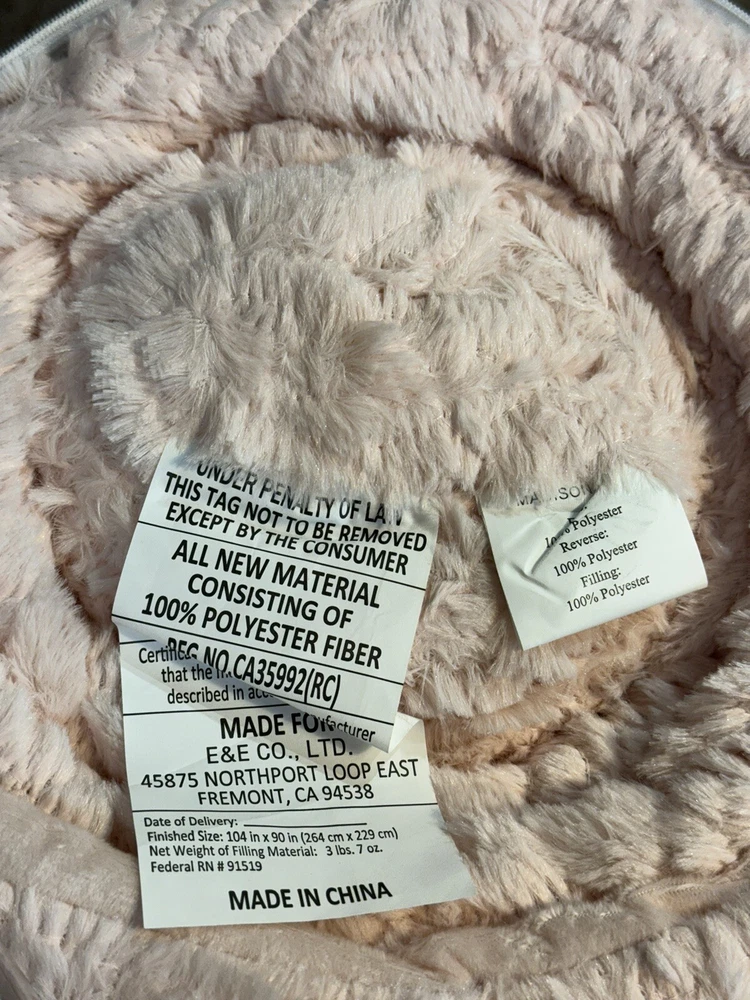 UNDER PENALTY OF LAW
THIS TAG NOT TO BE REMOVED
EXCEPT BY THE CONSUMER
ALL NEW MATERIAL
CONSISTING OF
100% POLYESTER FIBER
REG. NO. CA35992(RC)
that the
described in
MADE FO
E&E CO., LTD.
45875 NORTHPORT LOOP EAST
FREMONT, CA 94538
Date of Delivery:
Finished Size: 104 in x 90 in (264 cm x 229 cm)
Net Weight of Filling Material: 3 lbs. 7 oz.
Federal RN # 91519
MADE IN CHINA
Polyester
Reverse:
100% Polyester
Filling:
100% Polyester